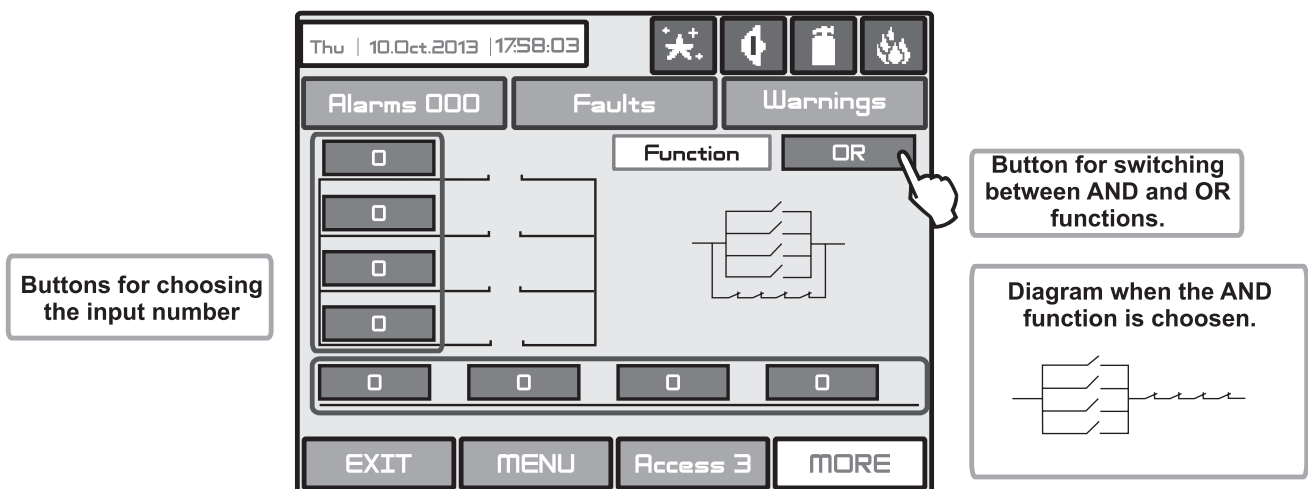 Thu | 10.Oct.2013 | 17:58:03
Alarms 000
Faults
Warnings
0
Function
OR
0
0
0
0
0
0
0
EXIT
MENU
Access 3
MORE
Buttons for choosing
the input number
Button for switching
between AND and OR
functions.
Diagram when the AND
function is choosen.